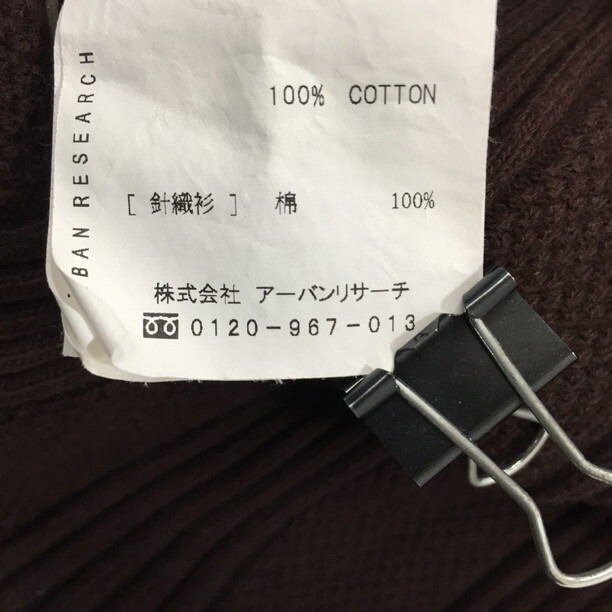 BAN RESEARCH
100% COTTON
[ 針織衫 ] 棉 100%
株式会社 アーバンリサーチ
0120-967-013